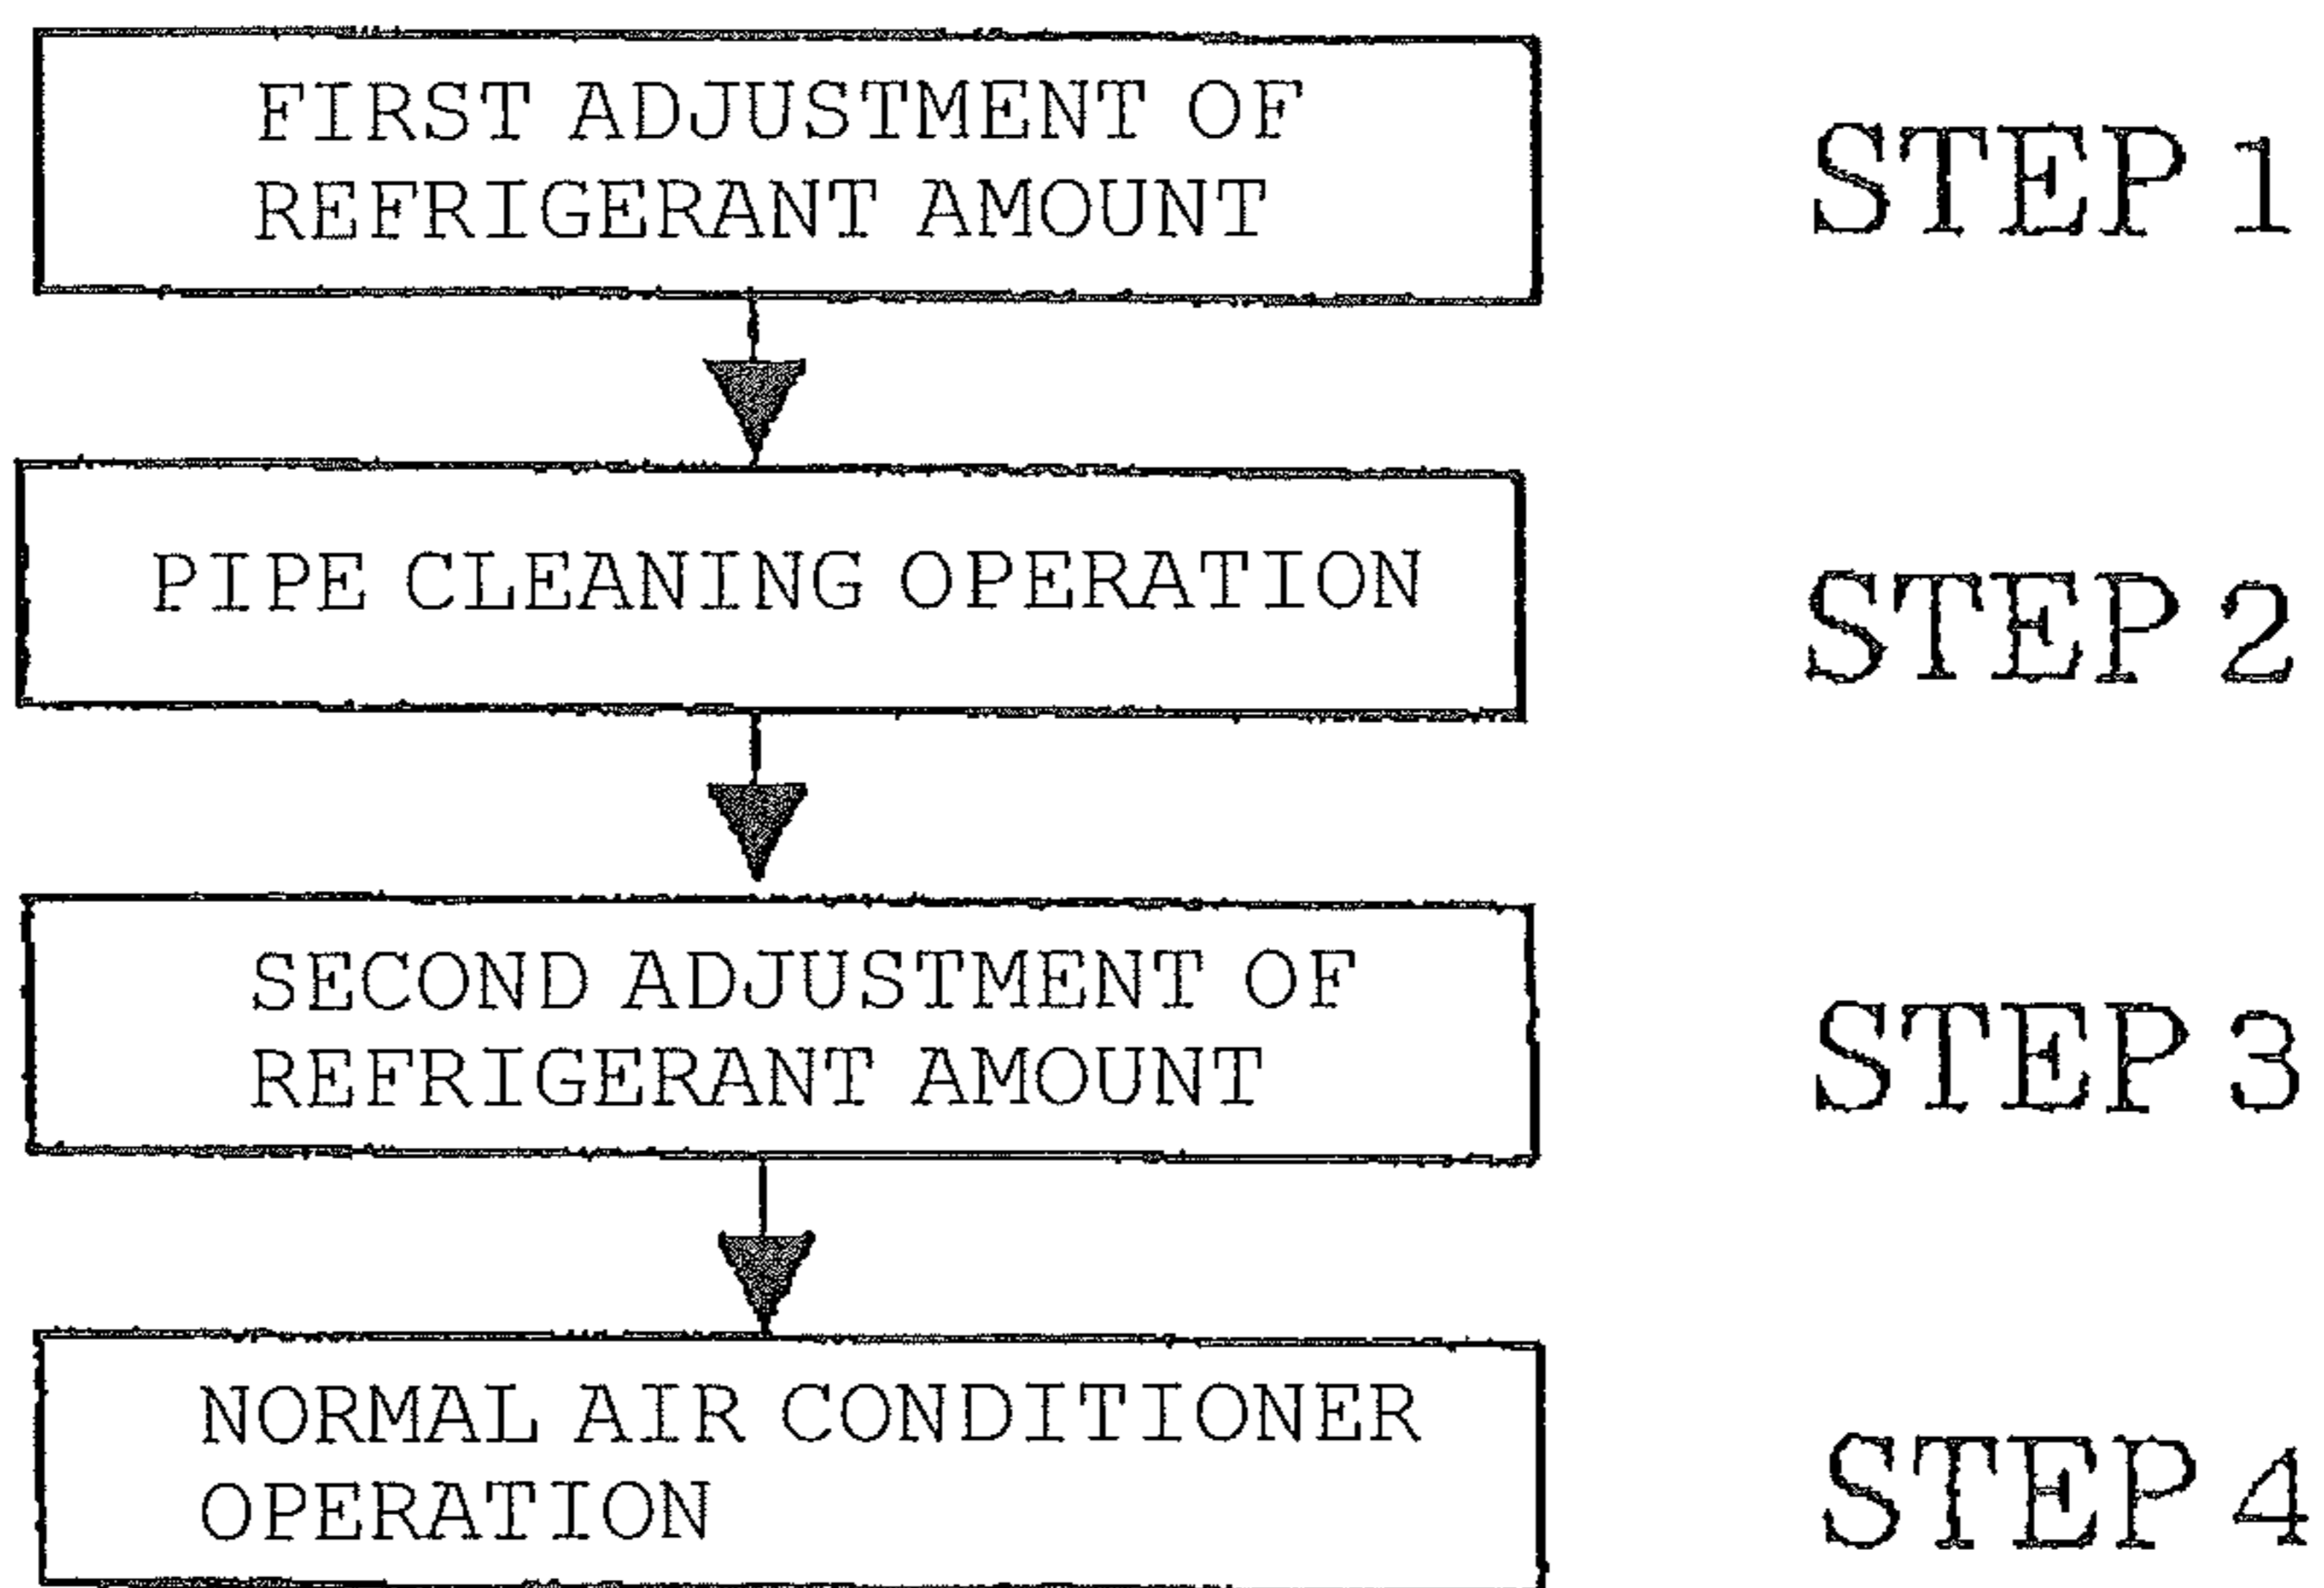 FIRST ADJUSTMENT OF
REFRIGERANT AMOUNT
STEP 1
PIPE CLEANING OPERATION
STEP 2
SECOND ADJUSTMENT OF
REFRIGERANT AMOUNT
STEP 3
NORMAL AIR CONDITIONER
OPERATION
STEP 4